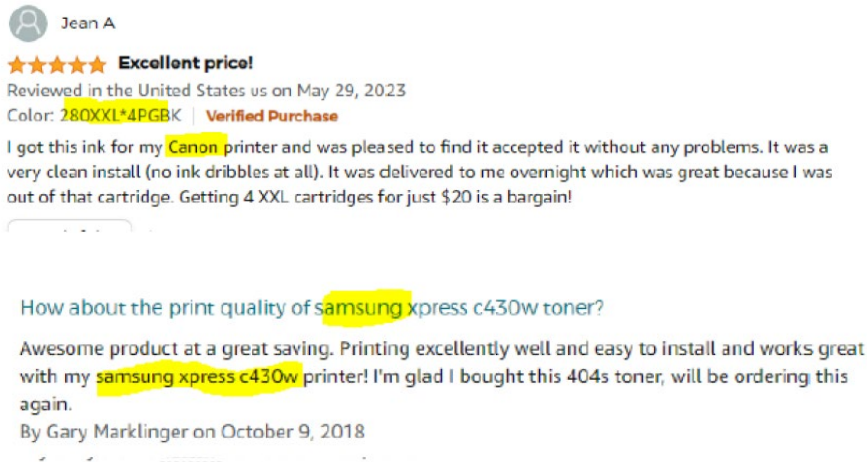 Jean A
Excellent price!
Reviewed in the United States us on May 29, 2023
Color: 280XXL*4PGBK | Verified Purchase
I got this ink for my Canon printer and was pleased to find it accepted it without any problems. It was a
very clean install (no ink dribbles at all). It was delivered to me overnight which was great because I was
out of that cartridge. Getting 4 XXL cartridges for just $20 is a bargain!
How about the print quality of samsung xpress c430w toner?
Awesome product at a great saving. Printing excellently well and easy to install and works great
with my samsung xpress c430w printer! I'm glad I bought this 404s toner, will be ordering this
again.
By Gary Marklinger on October 9, 2018